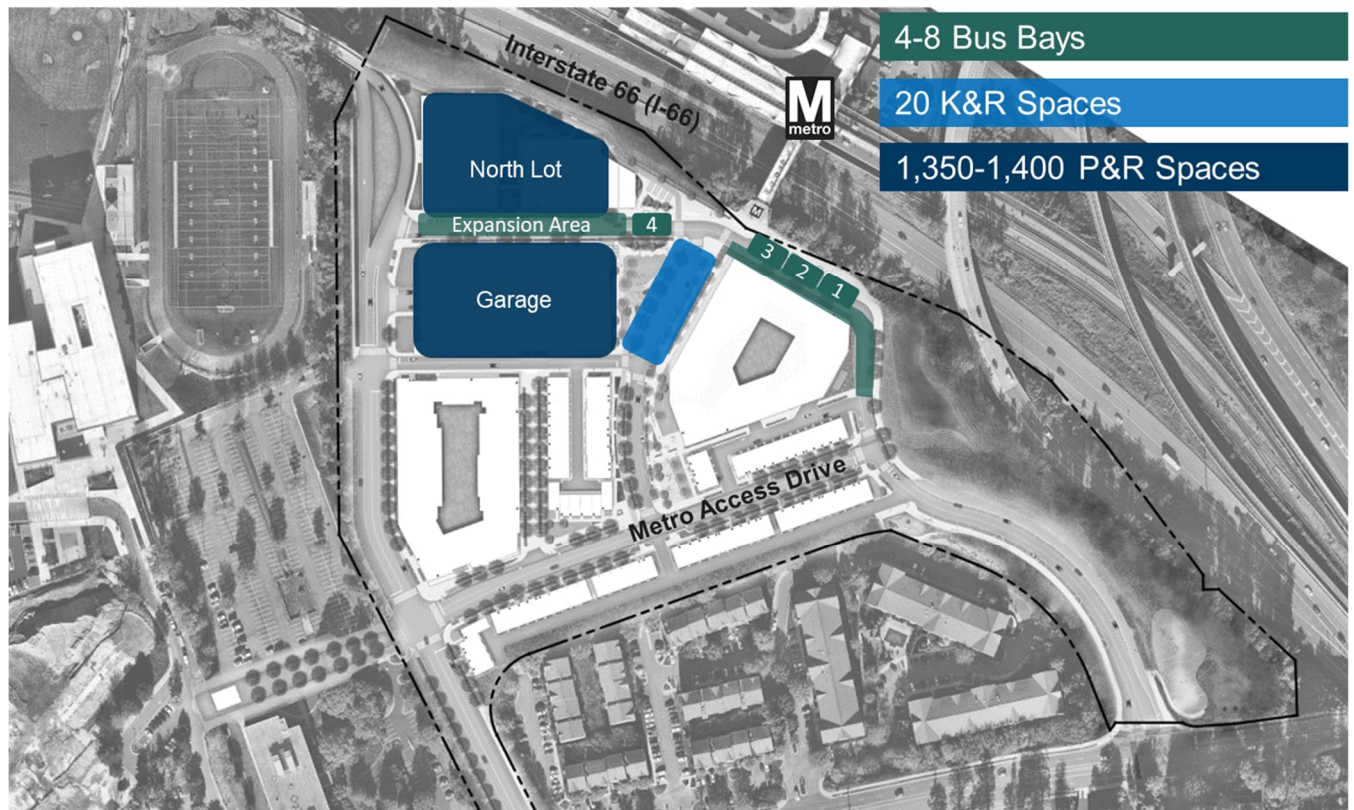 4-8 Bus Bays
20 K&R Spaces
1,350-1,400 P&R Spaces
Interstate 66 (I-66)
M
metro
M
North Lot
Expansion Area
4
3
2
1
Garage
Metro Access Drive